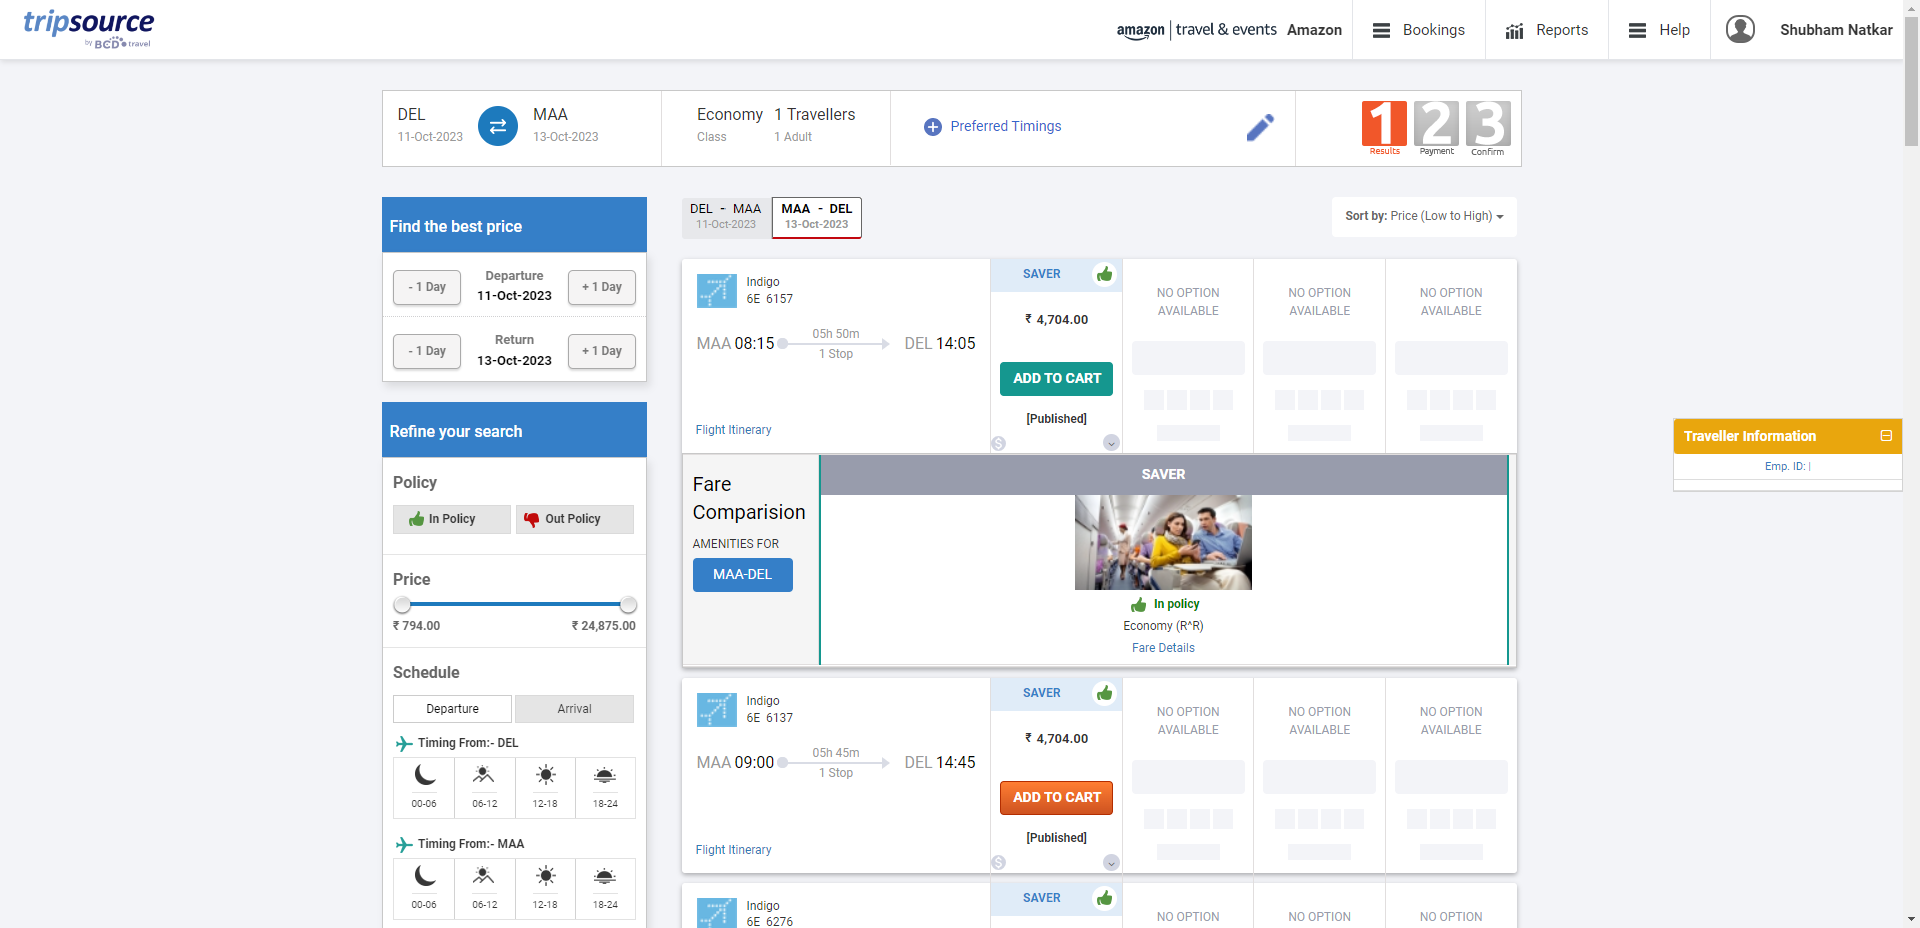 tripsource
by BCD travel
amazon | travel & events Amazon
Bookings
Reports
Help
Shubham Natkar
DEL
11-Oct-2023
MAA
13-Oct-2023
Economy
Class
1 Travellers
1 Adult
Preferred Timings
1 2 3
Results Payment Confirm
Find the best price
- 1 Day
Departure
11-Oct-2023
+ 1 Day
- 1 Day
Return
13-Oct-2023
+ 1 Day
Refine your search
Policy
In Policy
Out Policy
Price
₹ 794.00
₹ 24,875.00
Schedule
Departure
Arrival
Timing From:- DEL
00-06
06-12
12-18
18-24
Timing From:- MAA
00-06
06-12
12-18
18-24
DEL - MAA
11-Oct-2023
MAA - DEL
13-Oct-2023
Sort by: Price (Low to High)
Indigo
6E 6157
MAA 08:15
05h 50m
1 Stop
DEL 14:05
Flight Itinerary
SAVER
₹ 4,704.00
ADD TO CART
[Published]
$
NO OPTION
AVAILABLE
NO OPTION
AVAILABLE
NO OPTION
AVAILABLE
Fare
Comparision
AMENITIES FOR
MAA-DEL
SAVER
In policy
Economy (R^R)
Fare Details
Indigo
6E 6137
MAA 09:00
05h 45m
1 Stop
DEL 14:45
Flight Itinerary
SAVER
₹ 4,704.00
ADD TO CART
[Published]
$
NO OPTION
AVAILABLE
NO OPTION
AVAILABLE
NO OPTION
AVAILABLE
Indigo
6E 6276
SAVER
NO OPTION
NO OPTION
NO OPTION
Traveller Information
Emp. ID: |